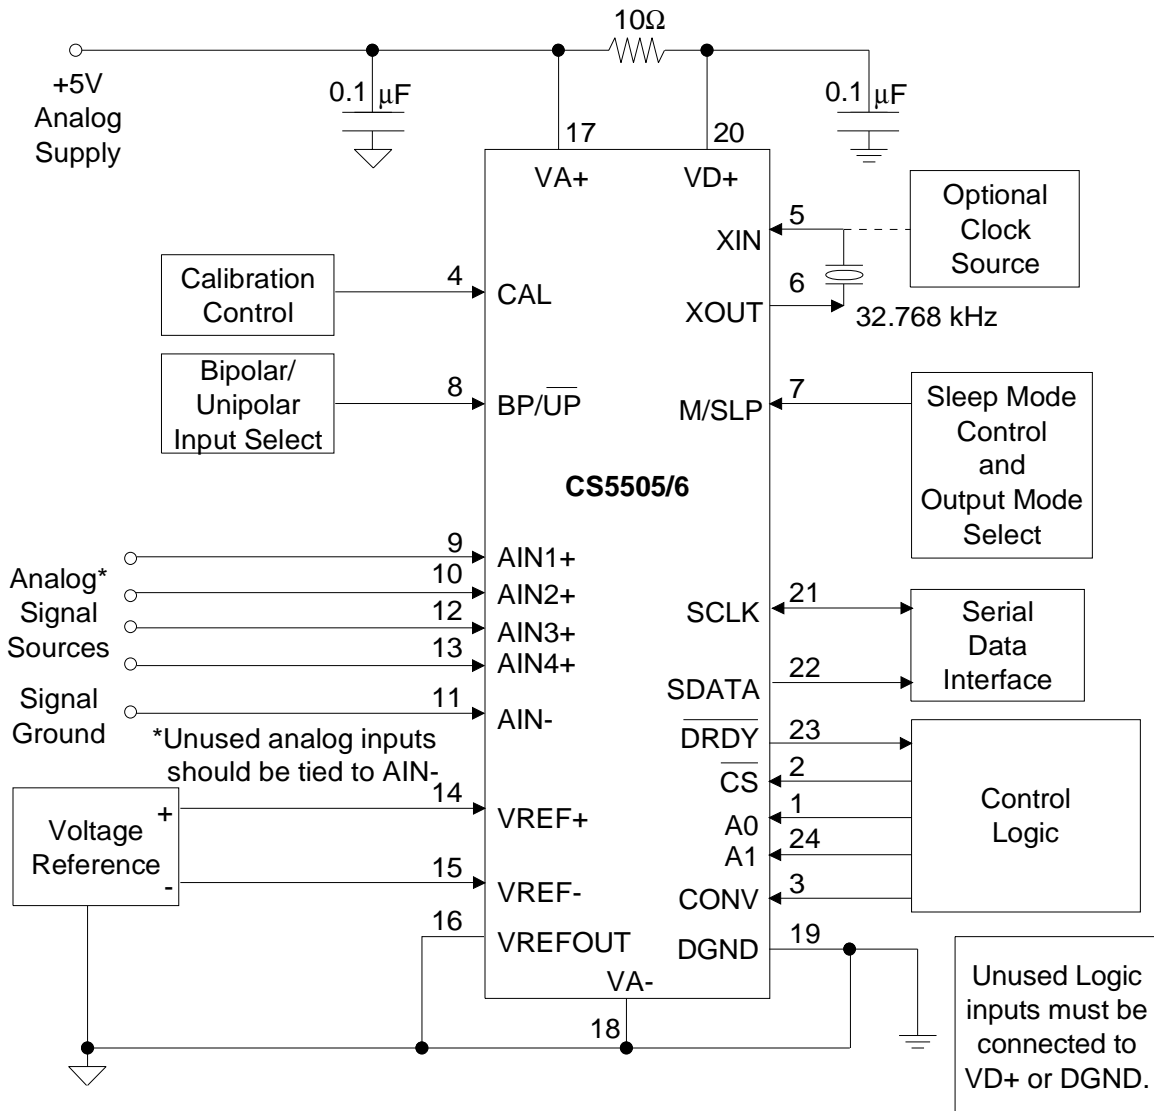 10Ω
+5V
Analog
Supply
0.1 µF
0.1 µF
17
20
VA+
VD+
Optional
Clock
Source
5
XIN
6
XOUT
32.768 kHz
Calibration
Control
4
CAL
Bipolar/
Unipolar
Input Select
8
BP/U̅P̅
7
M/SLP
Sleep Mode
Control
and
Output Mode
Select
CS5505/6
Analog*
Signal
Sources
9
AIN1+
10
AIN2+
12
AIN3+
13
AIN4+
Signal
Ground
11
AIN-
*Unused analog inputs
should be tied to AIN-
21
SCLK
22
SDATA
Serial
Data
Interface
23
D̅R̅D̅Y̅
2
C̅S̅
1
A0
24
A1
3
CONV
Control
Logic
Voltage
Reference
+
-
14
VREF+
15
VREF-
16
VREFOUT
19
DGND
VA-
18
Unused Logic
inputs must be
connected to
VD+ or DGND.